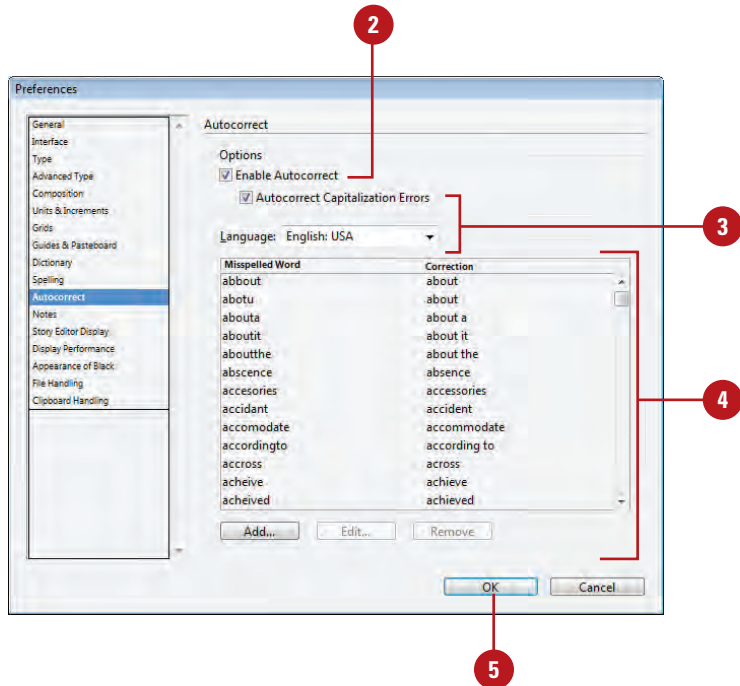 2
Preferences
General
Interface
Type
Advanced Type
Composition
Units & Increments
Grids
Guides & Pasteboard
Dictionary
Spelling
Autocorrect
Notes
Story Editor Display
Display Performance
Appearance of Black
File Handling
Clipboard Handling
Autocorrect
Options
Enable Autocorrect
Autocorrect Capitalization Errors
3
Language: English: USA
Misspelled Word Correction
abbout about
abotu about
abouta about a
aboutit about it
aboutthe about the
abscence absence
accesories accessories
accidant accident
accomodate accommodate
accordingto according to
accross across
acheive achieve
acheived achieved
4
Add... Edit... Remove
OK Cancel
5